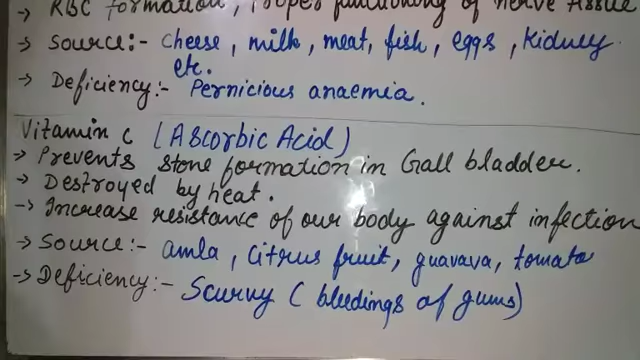 → RBC formation, Proper functioning of nerve tissue
→ Source:- Cheese, milk, meat, fish, eggs, kidney.
etc.
→ Deficiency:- Pernicious anaemia.
Vitamin C (Ascorbic Acid)
→ Prevents stone formation in Gall bladder.
→ Destroyed by heat.
→ Increase resistance of our body against infection
→ Source:- amla, Citrus fruit, guavava, tomato
→ Deficiency:- Scurvy (bleedings of gums)